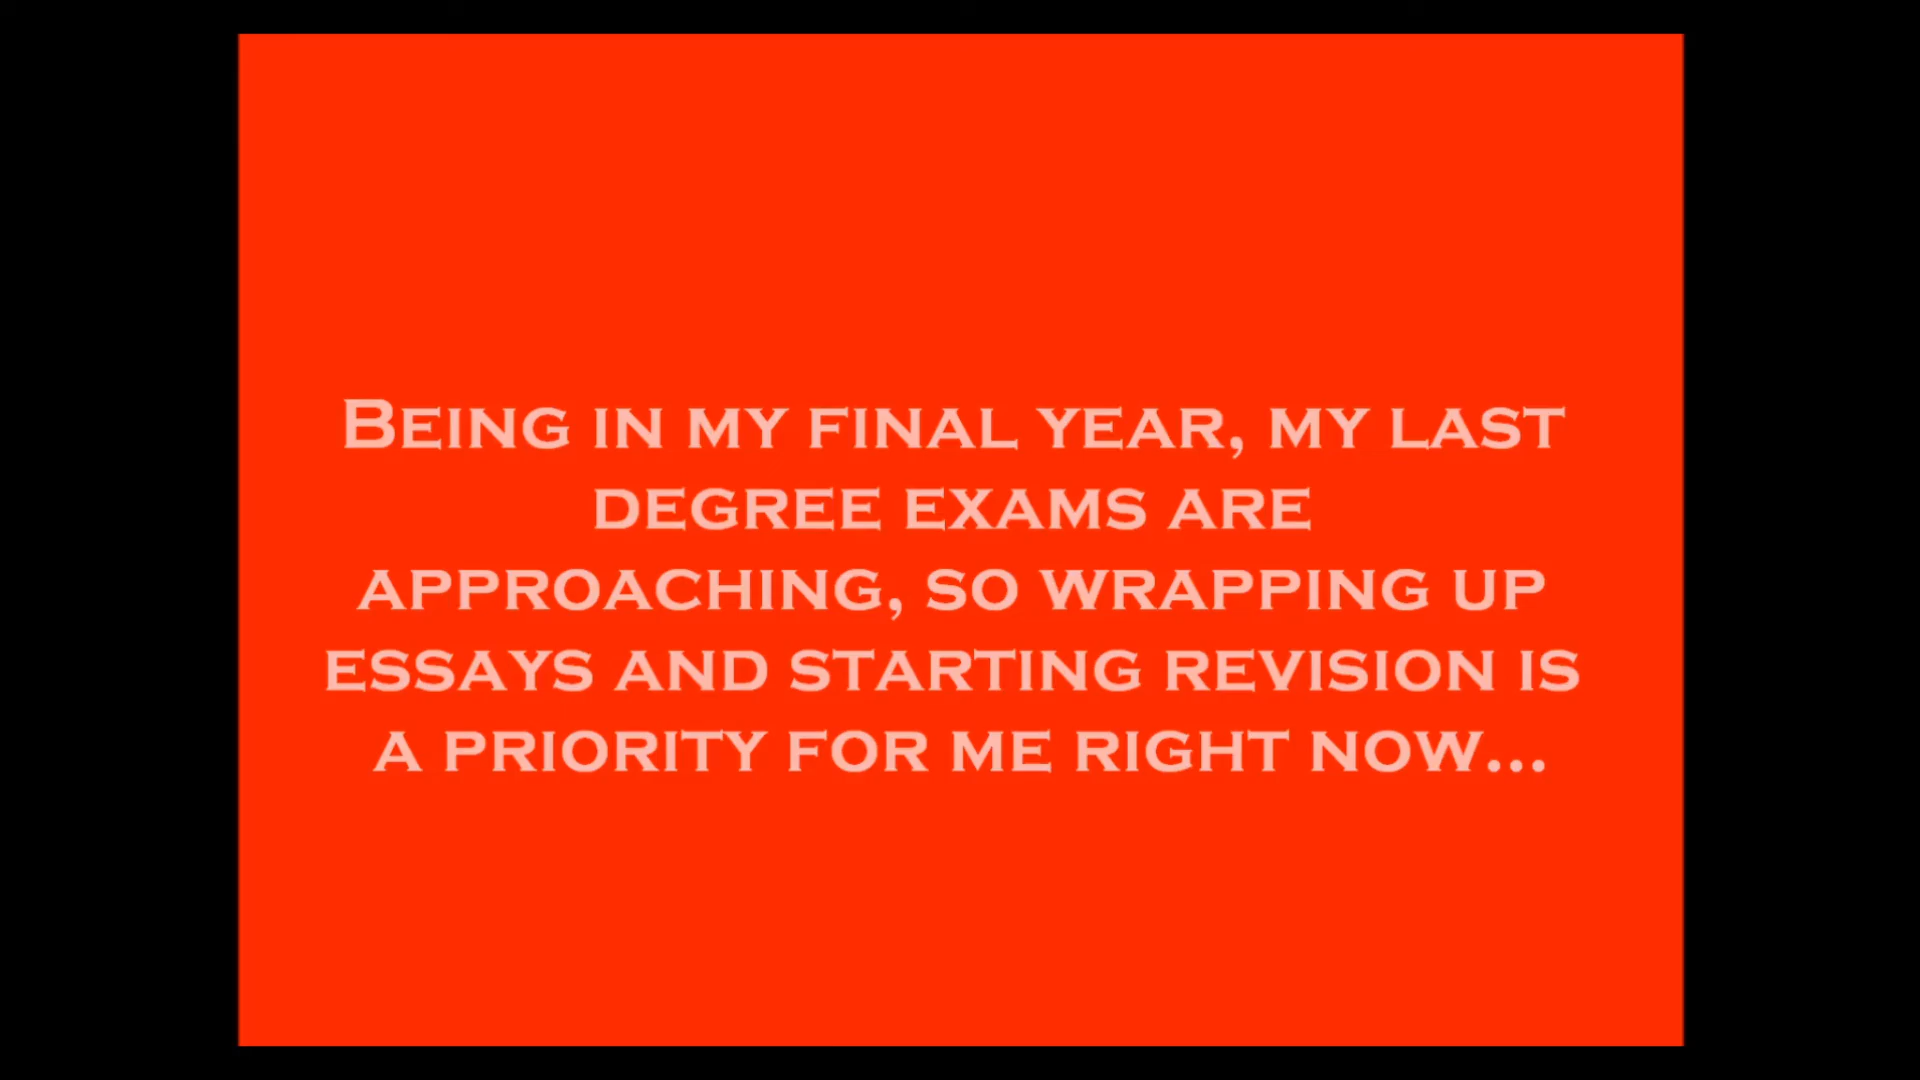 Being in my final year, my last
degree exams are
approaching, so wrapping up
essays and starting revision is
a priority for me right now...